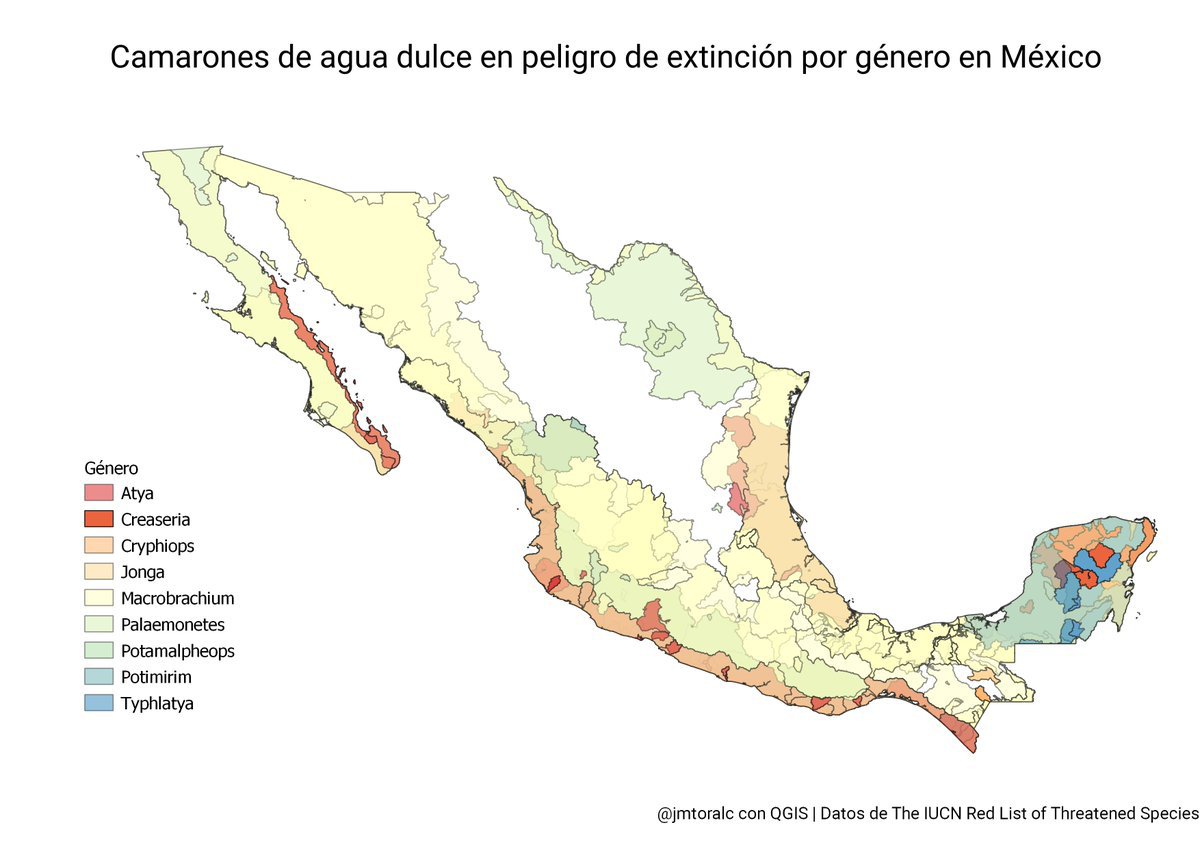 Camarones de agua dulce en peligro de extinción por género en México
Género
Atya
Creaseria
Cryphiops
Jonga
Macrobrachium
Palaemonetes
Potamalpheops
Potimirim
Typhlatya
@jmtoralc con QGIS | Datos de The IUCN Red List of Threatened Species